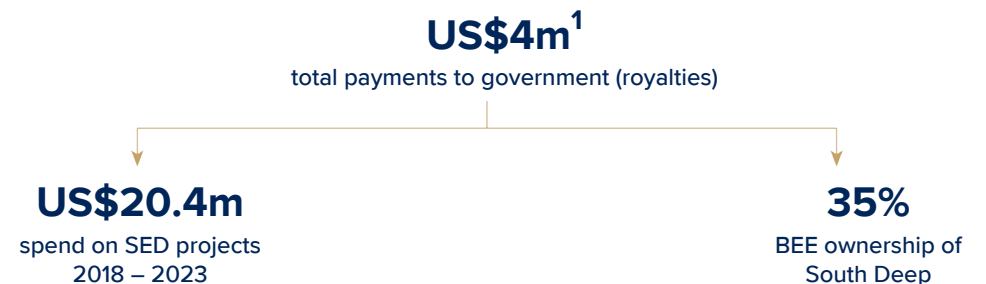 US$4m¹
total payments to government (royalties)
US$20.4m
spend on SED projects
2018 – 2023
35%
BEE ownership of
South Deep